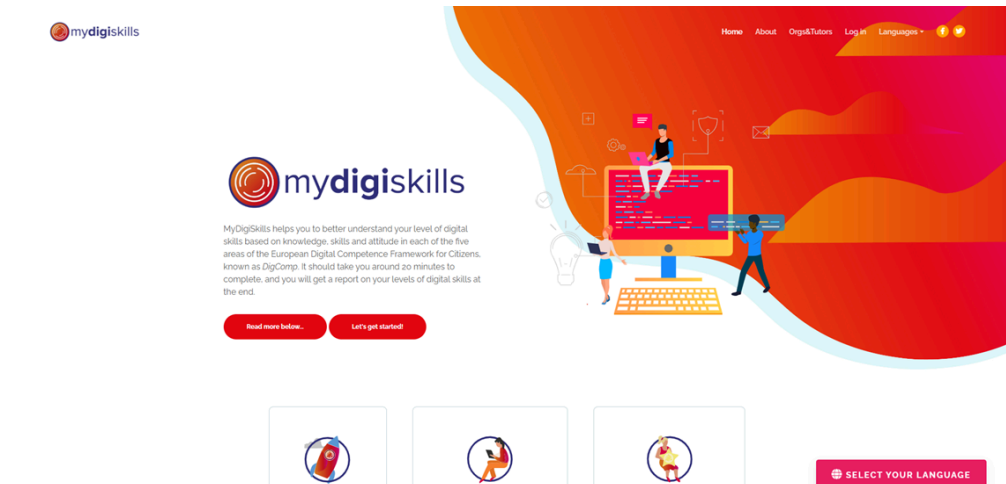 mydigiskills
Home About Orgs&Tutors Log in Languages
mydigiskills
MyDigiSkills helps you to better understand your level of digital
skills based on knowledge, skills and attitude in each of the five
areas of the European Digital Competence Framework for Citizens,
known as DigComp. It should take you around 20 minutes to
complete, and you will get a report on your levels of digital skills at
the end.
Read more below... Let's get started!
SELECT YOUR LANGUAGE